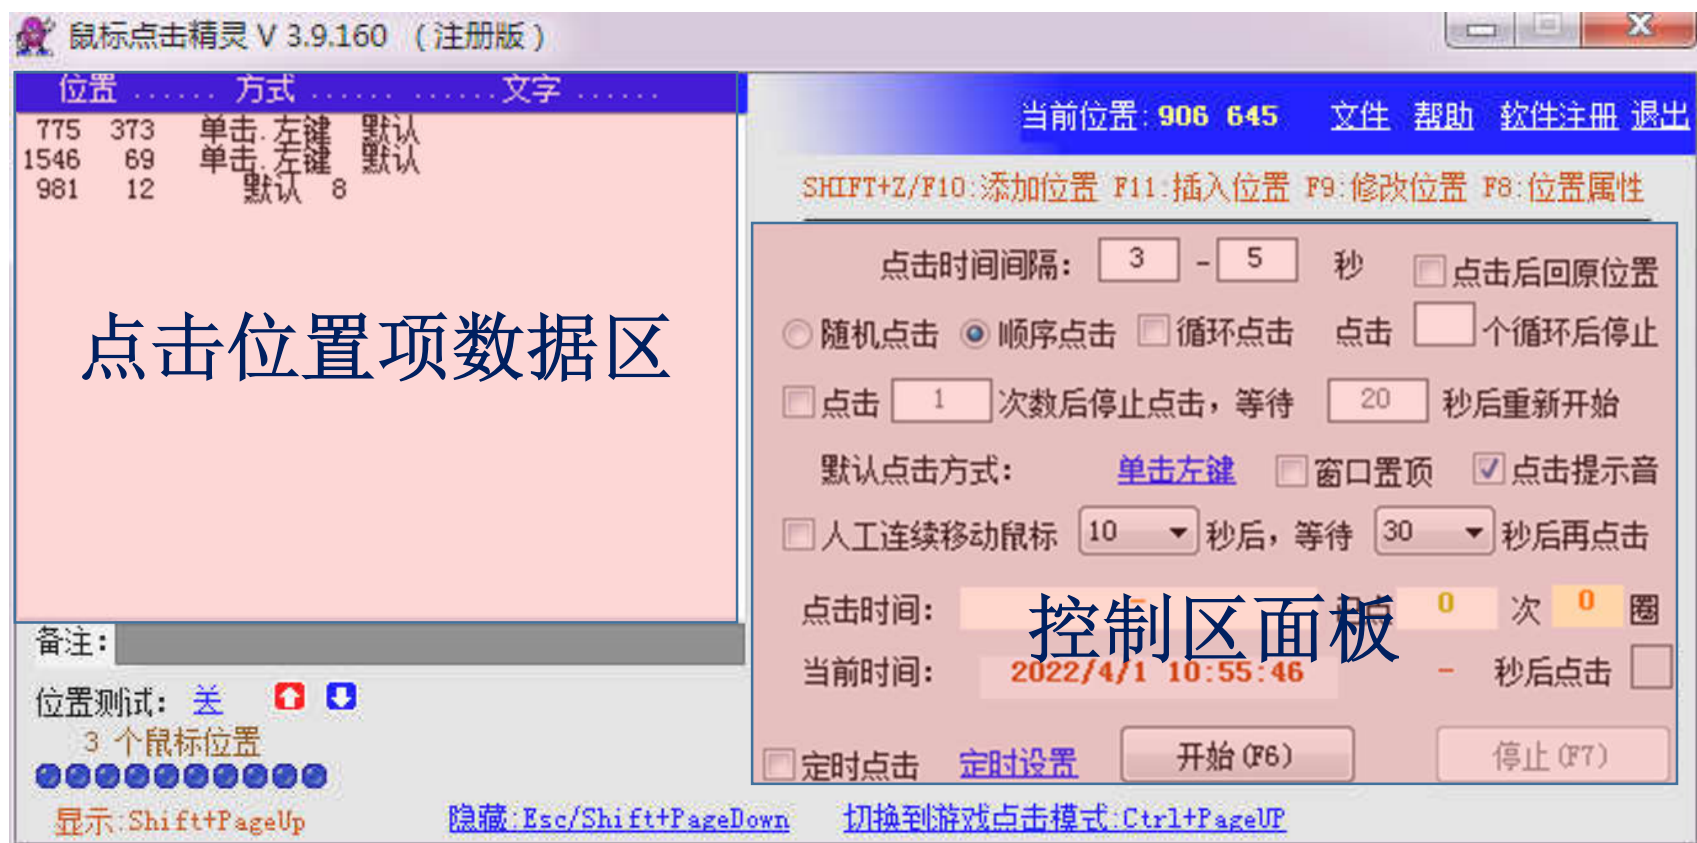 鼠标点击精灵 V 3.9.160 （注册版）
位置 ...... 方式 ...... ......文字 ......
775 373 单击.左键 默认
1546 69 单击.左键 默认
981 12 默认 8
点击位置项数据区
备注:
位置测试: 关
3 个鼠标位置
显示:Shift+PageUp
当前位置: 906 645 文件 帮助 软件注册 退出
SHIFT+Z/F10:添加位置 F11:插入位置 F9:修改位置 F8:位置属性
点击时间间隔: 3 - 5 秒 点击后回原位置
随机点击 顺序点击 循环点击 点击 个循环后停止
点击 1 次数后停止点击，等待 20 秒后重新开始
默认点击方式: 单击左键 窗口置顶 点击提示音
人工连续移动鼠标 10 秒后，等待 30 秒后再点击
点击时间: - 已点 0 次 0 圈
控制区面板
当前时间: 2022/4/1 10:55:46 - 秒后点击
定时点击 定时设置 开始(F6) 停止(F7)
隐藏:Esc/Shift+PageDown 切换到游戏点击模式:Ctrl+PageUP